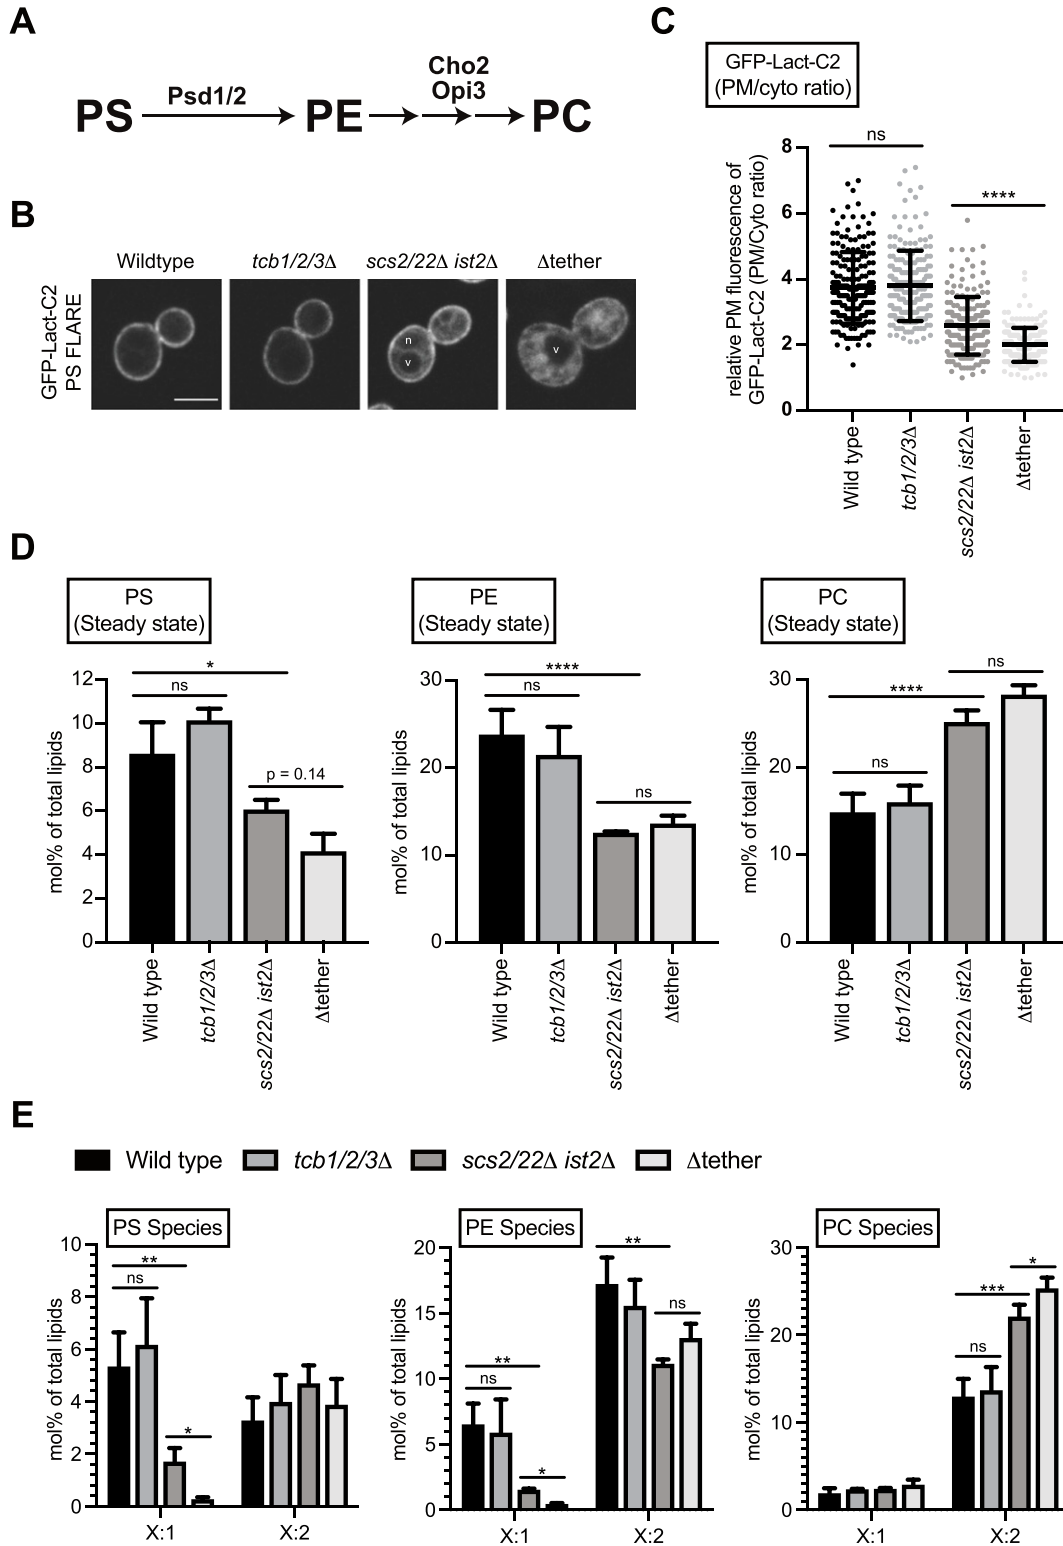 A
PS
Psd1/2
PE
Cho2
Opi3
PC
B
Wildtype
tcb1/2/3Δ
scs2/22Δ ist2Δ
Δtether
GFP-Lact-C2
PS FLARE
n
v
v
C
GFP-Lact-C2
(PM/cyto ratio)
relative PM fluorescence of
GFP-Lact-C2 (PM/Cyto ratio)
8
6
4
2
0
ns
****
Wild type
tcb1/2/3Δ
scs2/22Δ ist2Δ
Δtether
D
PS
(Steady state)
mol% of total lipids
12
10
8
6
4
2
0
*
ns
p = 0.14
Wild type
tcb1/2/3Δ
scs2/22Δ ist2Δ
Δtether
PE
(Steady state)
mol% of total lipids
30
20
10
0
****
ns
ns
Wild type
tcb1/2/3Δ
scs2/22Δ ist2Δ
Δtether
PC
(Steady state)
mol% of total lipids
30
20
10
0
ns
****
ns
Wild type
tcb1/2/3Δ
scs2/22Δ ist2Δ
Δtether
E
Wild type
tcb1/2/3Δ
scs2/22Δ ist2Δ
Δtether
PS Species
mol% of total lipids
10
8
6
4
2
0
**
ns
*
X:1
X:2
PE Species
mol% of total lipids
20
15
10
5
0
**
ns
*
**
ns
X:1
X:2
PC Species
mol% of total lipids
30
20
10
0
*
***
ns
X:1
X:2